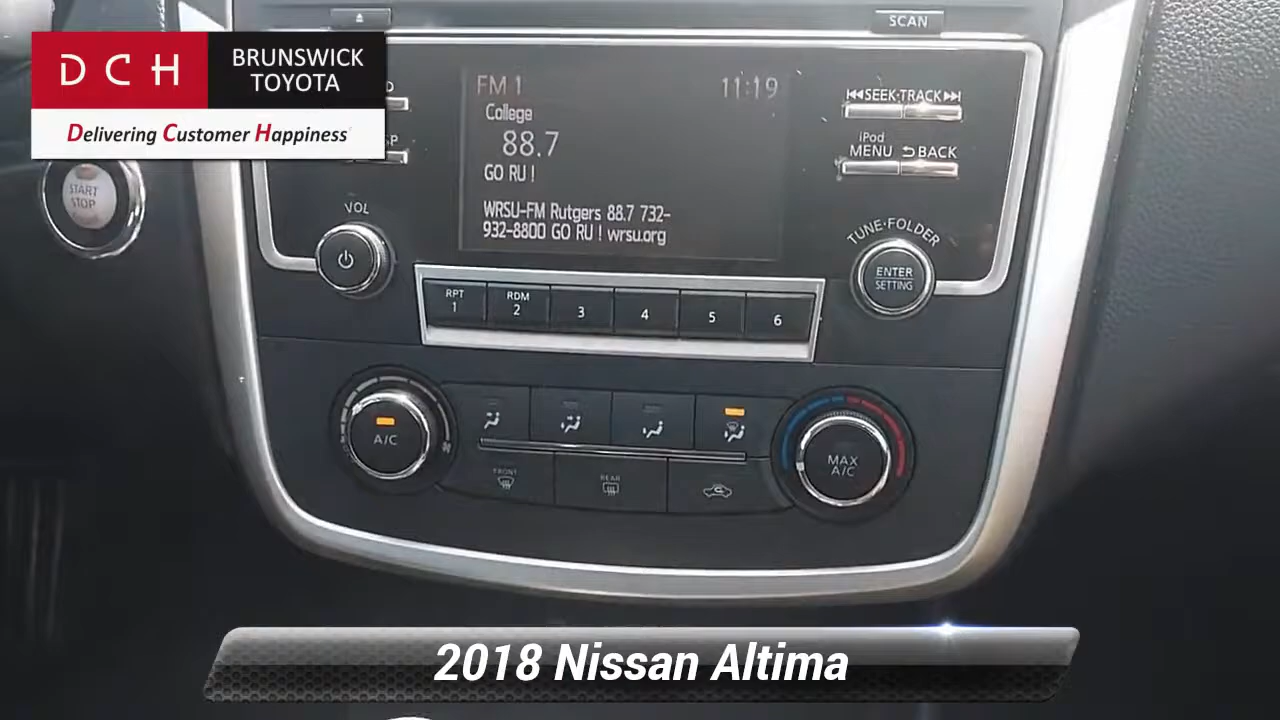 SCAN
DCH
BRUNSWICK
TOYOTA
Delivering Customer Happiness
FM 1
11:19
College
88.7
GO RU !
WRSU-FM Rutgers 88.7 732-
932-8800 GO RU ! wrsu.org
SEEK·TRACK
iPod
MENU
BACK
START
STOP
VOL
TUNE·FOLDER
ENTER
SETTING
RPT
1
RDM
2
3
4
5
6
A/C
MAX
A/C
FRONT
REAR
2018 Nissan Altima